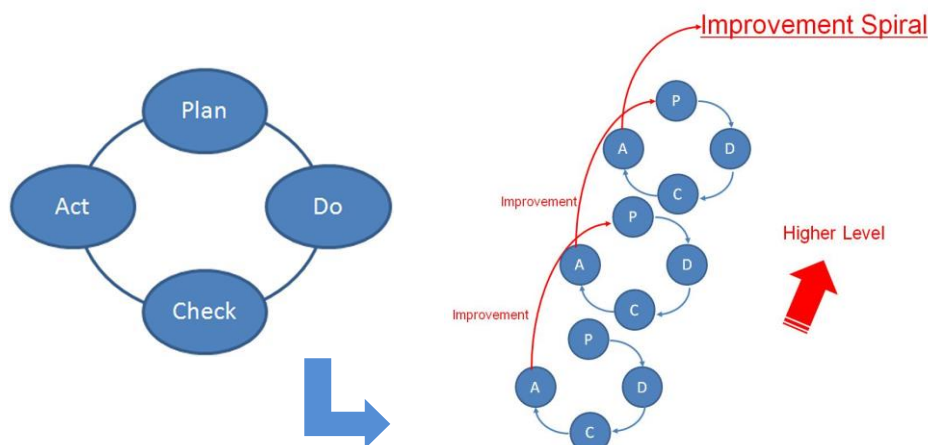 Plan
Act
Do
Check
Improvement Spiral
P
A
D
C
Improvement
P
A
D
C
Higher Level
Improvement
P
A
D
C